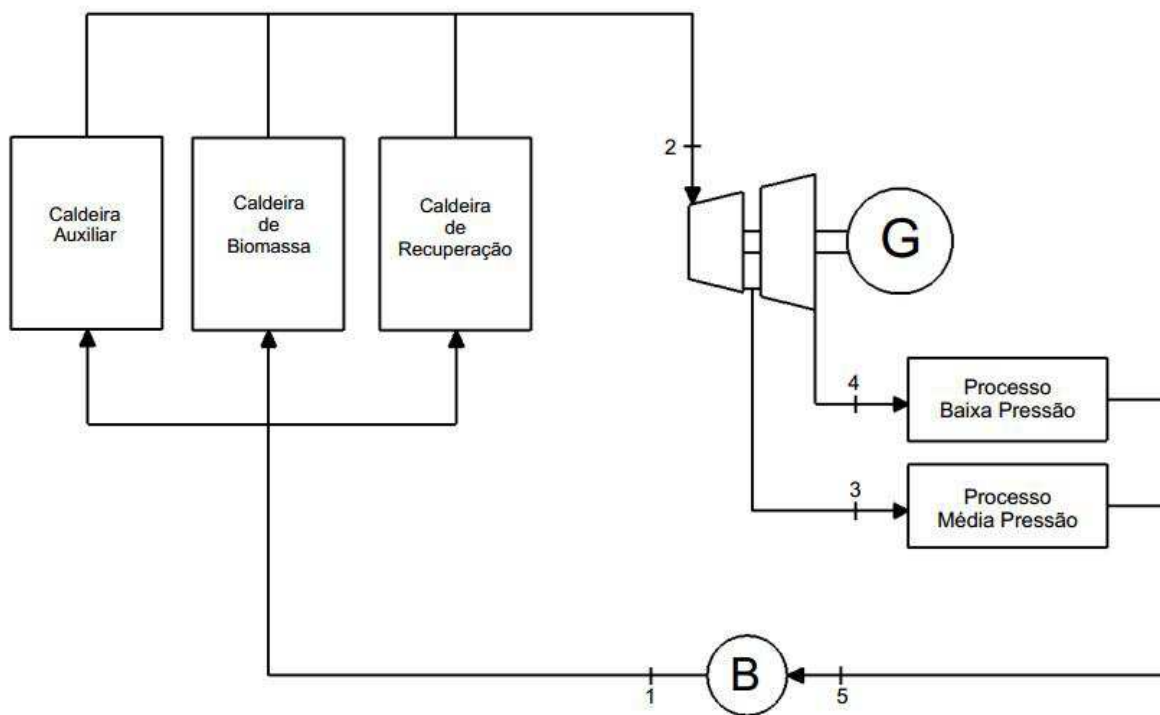 2
Caldeira
Auxiliar
Caldeira
de
Biomassa
Caldeira
de
Recuperação
G
4
Processo
Baixa Pressão
3
Processo
Média Pressão
B
1
5